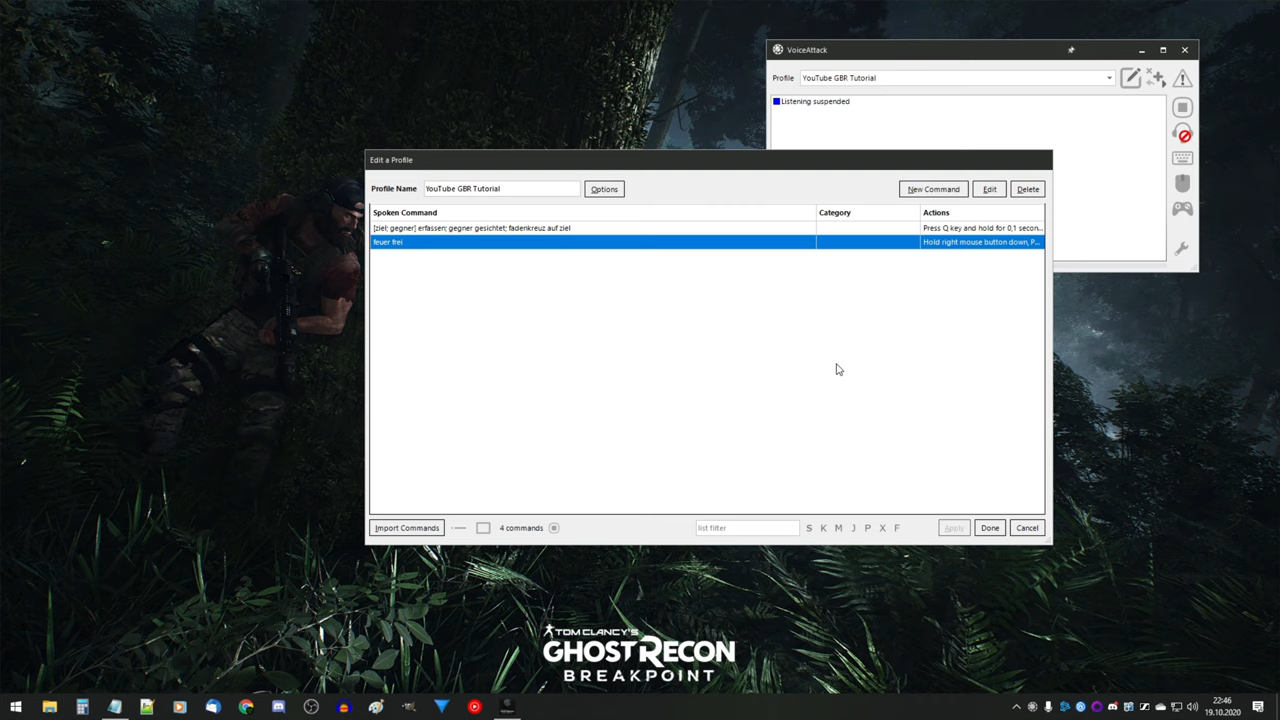 VoiceAttack
Profile YouTube GBR Tutorial
Listening suspended
Edit a Profile
Profile Name YouTube GBR Tutorial Options New Command Edit Delete
Spoken Command Category Actions
[ziel; gegner] erfassen; gegner gesichtet; fadenkreuz auf ziel Press Q key and hold for 0,1 secon...
feuer frei Hold right mouse button down, P...
Import Commands 4 commands list filter S K M J P X F Apply Done Cancel
TOM CLANCY'S
GHOST RECON
BREAKPOINT
22:46
19.10.2020